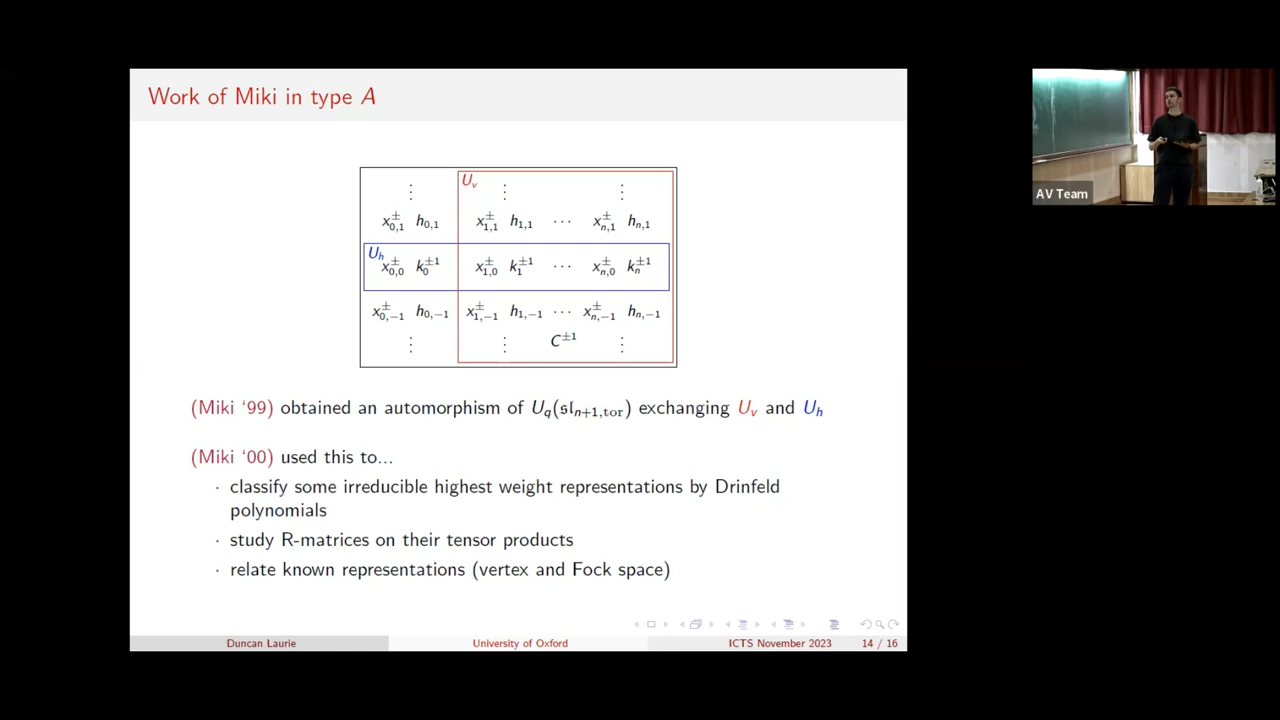 Work of Miki in type A
U_v
⋮ ⋮ ⋮
x^±_{0,1} h_{0,1} x^±_{1,1} h_{1,1} ⋯ x^±_{n,1} h_{n,1}
U_h
x^±_{0,0} k_0^{±1} x^±_{1,0} k_1^{±1} ⋯ x^±_{n,0} k_n^{±1}
x^±_{0,−1} h_{0,−1} x^±_{1,−1} h_{1,−1} ⋯ x^±_{n,−1} h_{n,−1}
⋮ ⋮ C^{±1} ⋮
(Miki ‘99) obtained an automorphism of U_q(𝔰𝔩_{n+1,tor}) exchanging U_v and U_h
(Miki ‘00) used this to...
· classify some irreducible highest weight representations by Drinfeld
polynomials
· study R-matrices on their tensor products
· relate known representations (vertex and Fock space)
Duncan Laurie University of Oxford ICTS November 2023 14 / 16
AV Team